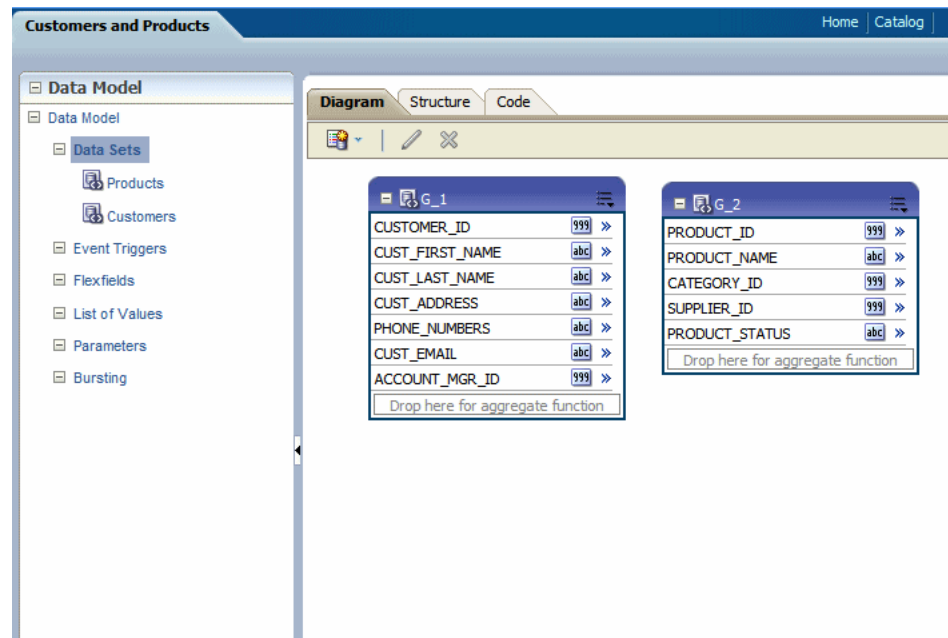 Customers and Products
Home
Catalog
Data Model
Data Model
Data Sets
Products
Customers
Event Triggers
Flexfields
List of Values
Parameters
Bursting
Diagram
Structure
Code
G_1
CUSTOMER_ID 999
CUST_FIRST_NAME abc
CUST_LAST_NAME abc
CUST_ADDRESS abc
PHONE_NUMBERS abc
CUST_EMAIL abc
ACCOUNT_MGR_ID 999
Drop here for aggregate function
G_2
PRODUCT_ID 999
PRODUCT_NAME abc
CATEGORY_ID 999
SUPPLIER_ID 999
PRODUCT_STATUS abc
Drop here for aggregate function